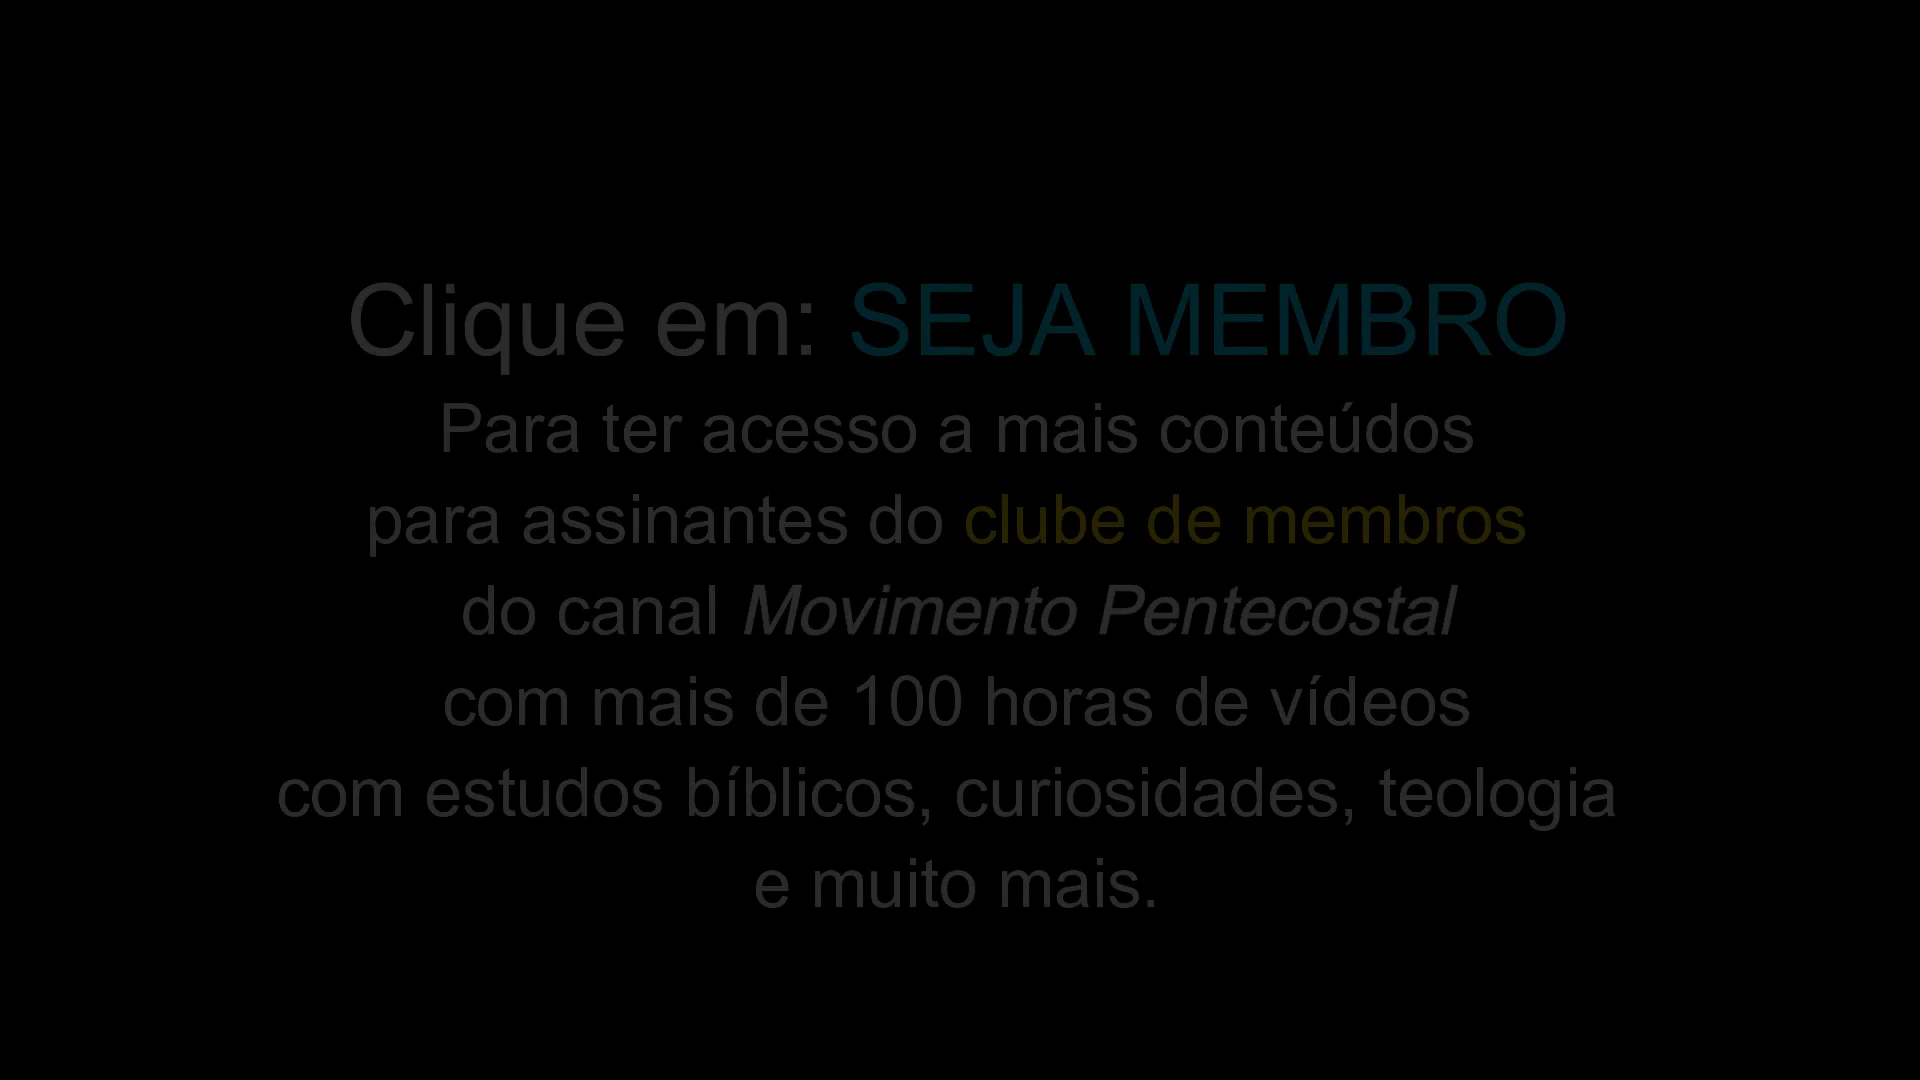 Clique em: SEJA MEMBRO
Para ter acesso a mais conteúdos
para assinantes do clube de membros
do canal Movimento Pentecostal
com mais de 100 horas de vídeos
com estudos bíblicos, curiosidades, teologia
e muito mais.